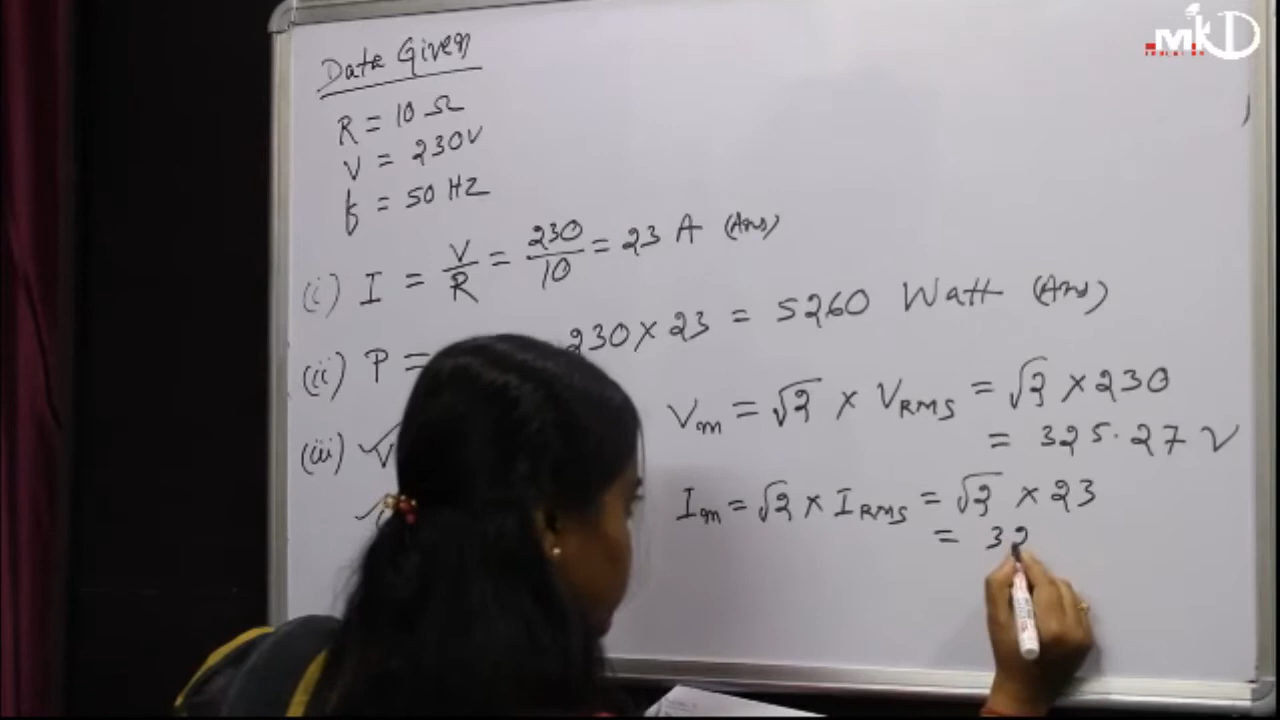 MKD
Data Given
R = 10 Ω
V = 230V
f = 50 HZ
(i) I = V/R = 230/10 = 23 A (Ans)
(ii) P = 230 × 23 = 5260 Watt (Ans)
(iii)
Vm = √2 × VRMS = √2 × 230
= 325.27 V
Im = √2 × IRMS = √2 × 23
= 32